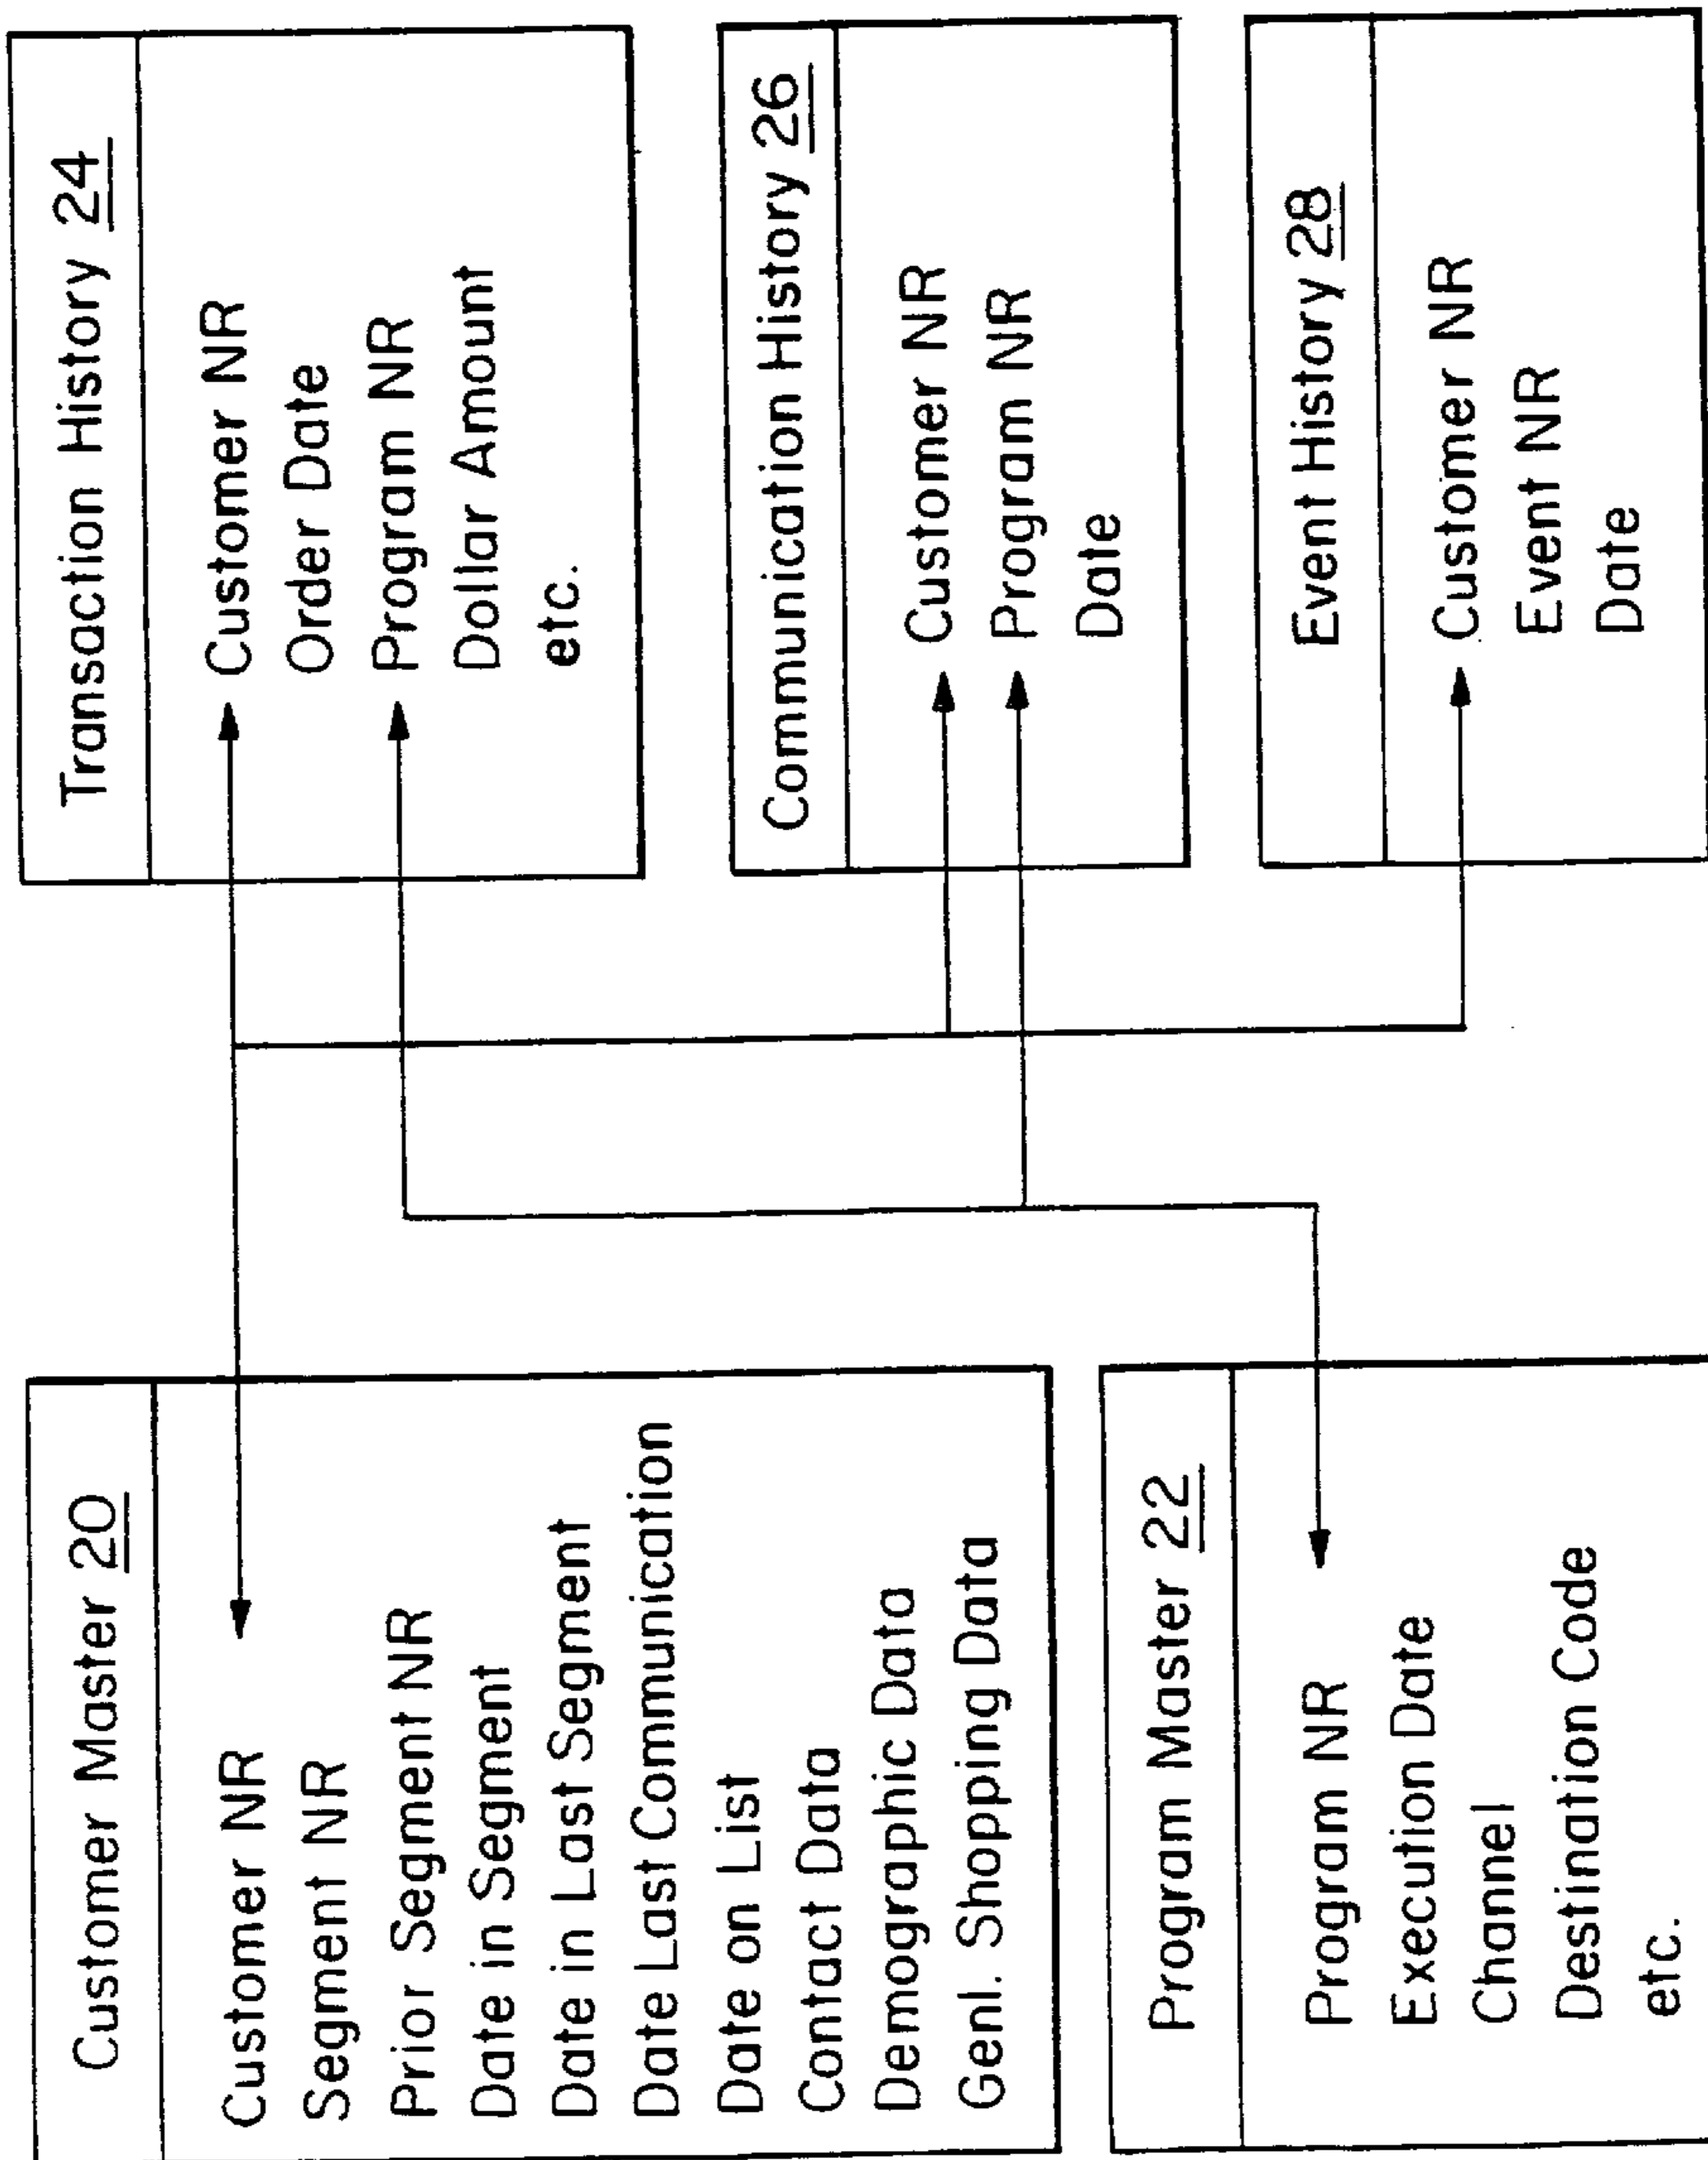 Customer Master 20
Customer NR
Segment NR
Prior Segment NR
Date in Segment
Date in Last Segment
Date Last Communication
Date on List
Contact Data
Demographic Data
Genl. Shopping Data
Program Master 22
Program NR
Execution Date
Channel
Destination Code
etc.
Transaction History 24
Customer NR
Order Date
Program NR
Dollar Amount
etc.
Communication History 26
Customer NR
Program NR
Date
Event History 28
Customer NR
Event NR
Date